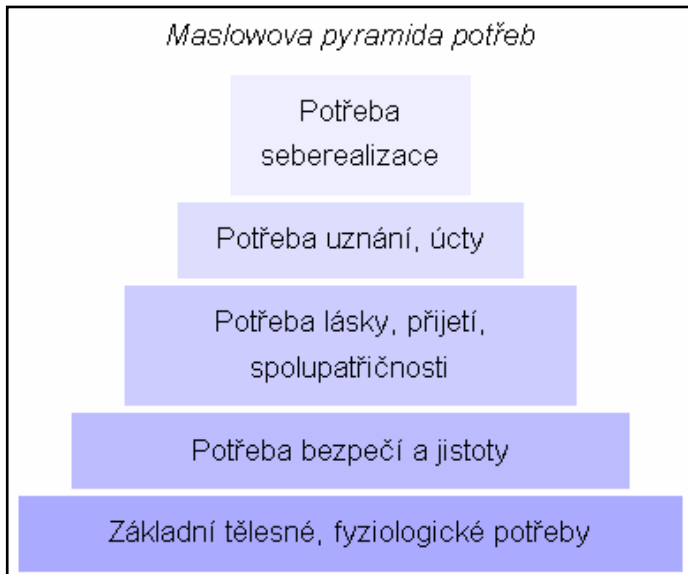 Maslowova pyramida potřeb
Potřeba
seberealizace
Potřeba uznání, úcty
Potřeba lásky, přijetí,
spolupatřičnosti
Potřeba bezpečí a jistoty
Základní tělesné, fyziologické potřeby